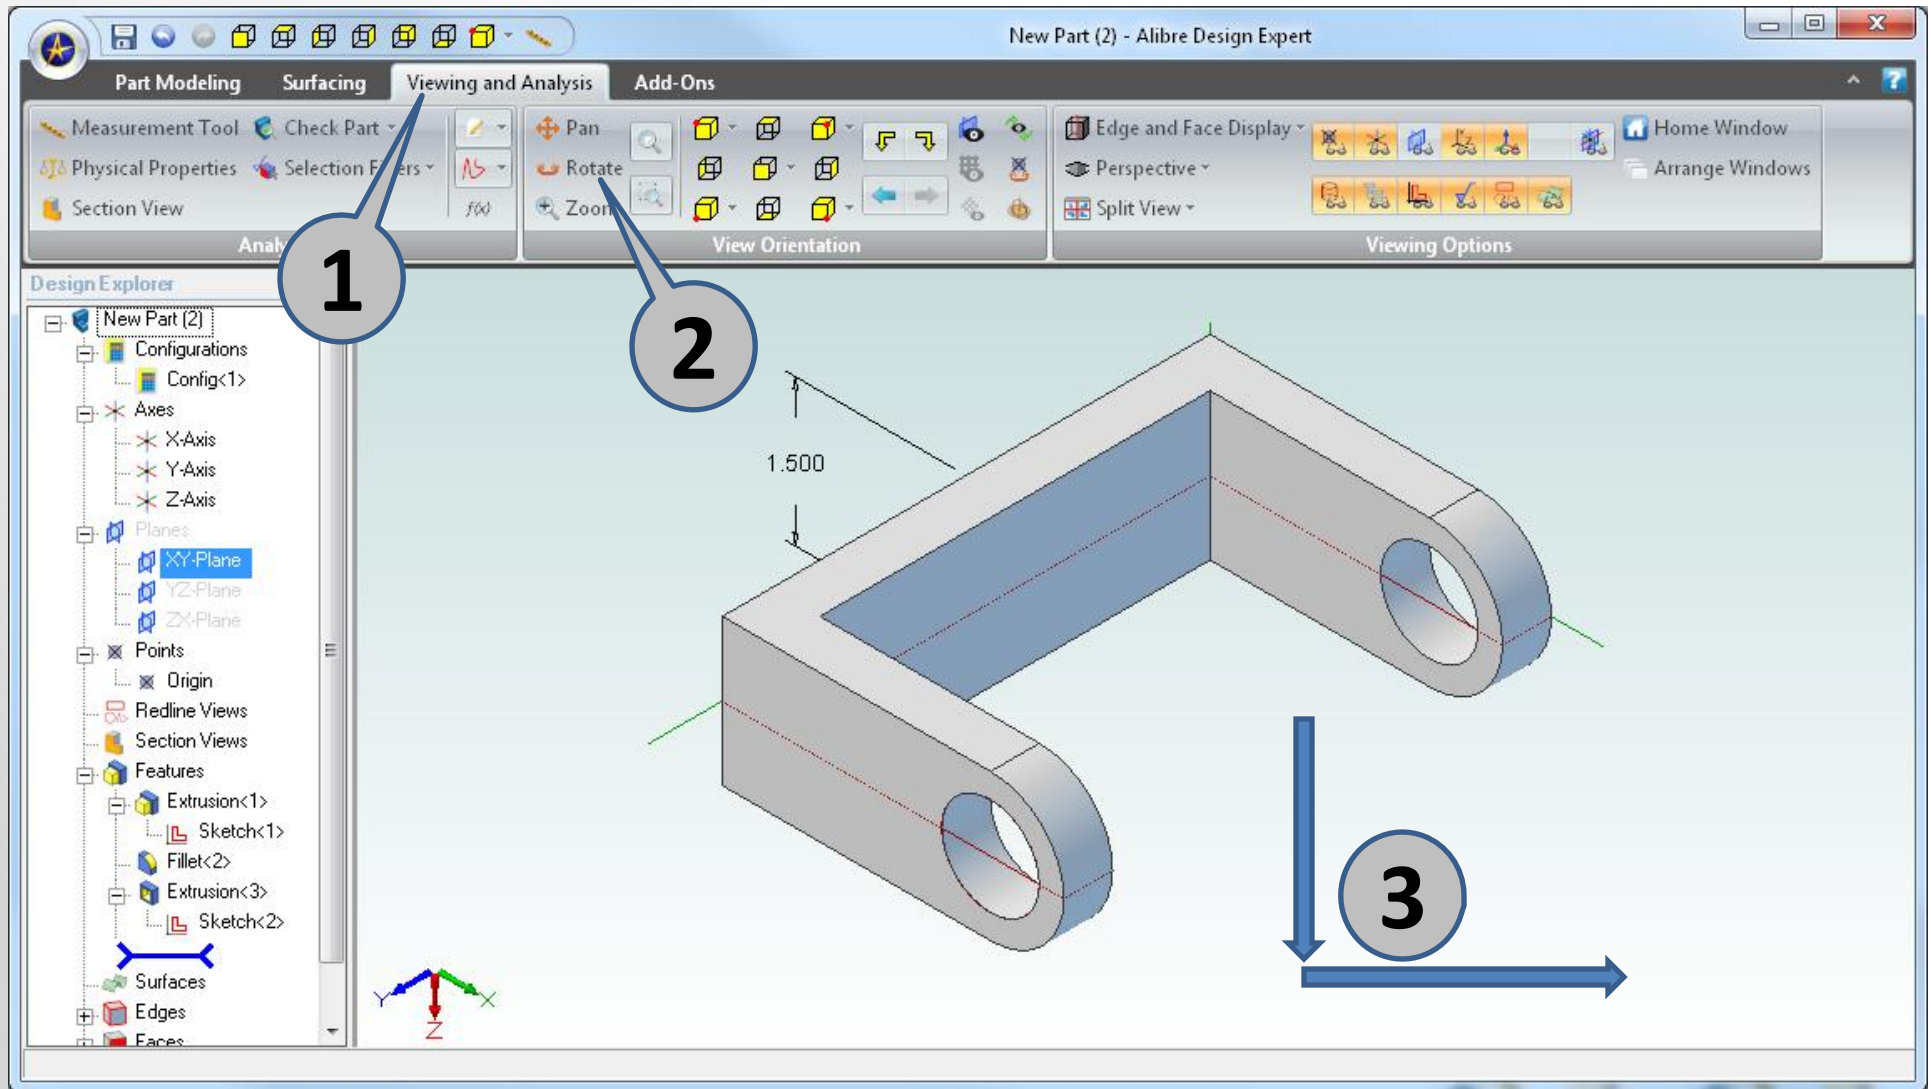 New Part (2) - Alibre Design Expert
Part Modeling Surfacing Viewing and Analysis Add-Ons
Measurement Tool Check Part Pan Edge and Face Display Home Window
Physical Properties Selection Filters Rotate Perspective Arrange Windows
Section View f(x) Zoom Split View
View Orientation Viewing Options
1
2
3
Design Explorer
New Part (2)
Configurations
Config<1>
Axes
X-Axis
Y-Axis
Z-Axis
Planes
XY-Plane
YZ-Plane
ZX-Plane
Points
Origin
Redline Views
Section Views
Features
Extrusion<1>
Sketch<1>
Fillet<2>
Extrusion<3>
Sketch<2>
Surfaces
Edges
Faces
1.500
Y X
Z